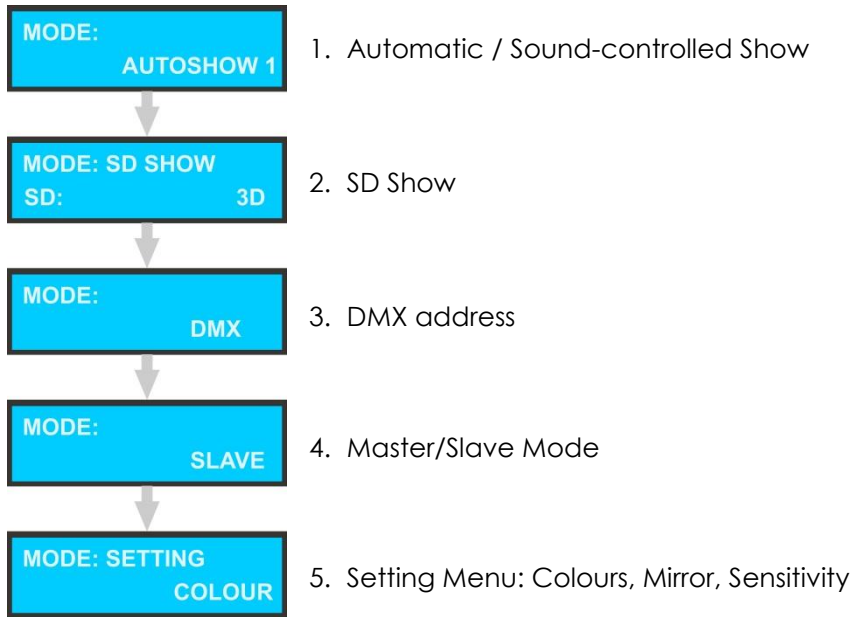 MODE:
AUTOSHOW 1
1. Automatic / Sound-controlled Show
MODE: SD SHOW
SD: 3D
2. SD Show
MODE:
DMX
3. DMX address
MODE:
SLAVE
4. Master/Slave Mode
MODE: SETTING
COLOUR
5. Setting Menu: Colours, Mirror, Sensitivity